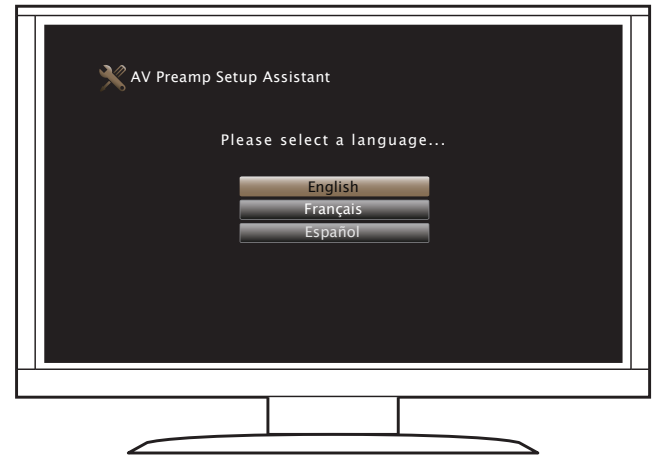 AV Preamp Setup Assistant
Please select a language...
English
Français
Español